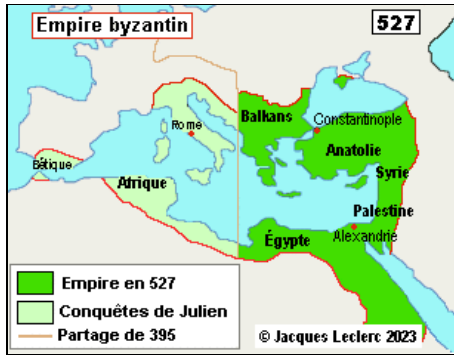 Empire byzantin
527
Balkans
Constantinople
Rome
Anatolie
Bétique
Afrique
Syrie
Palestine
Égypte
Alexandrie
Empire en 527
Conquêtes de Julien
Partage de 395
© Jacques Leclerc 2023